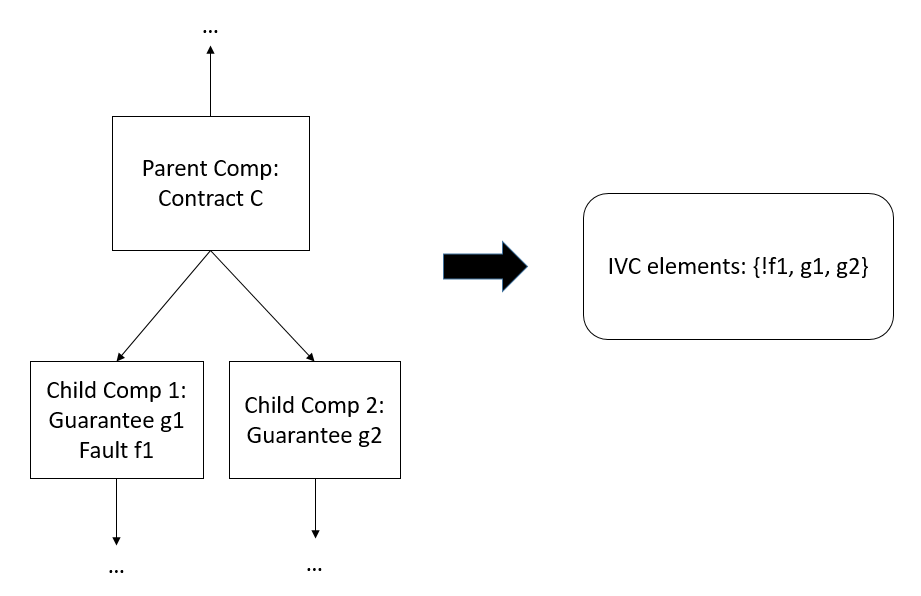 ...
Parent Comp:
Contract C
IVC elements: {!f1, g1, g2}
Child Comp 1:
Guarantee g1
Fault f1
Child Comp 2:
Guarantee g2
...
...